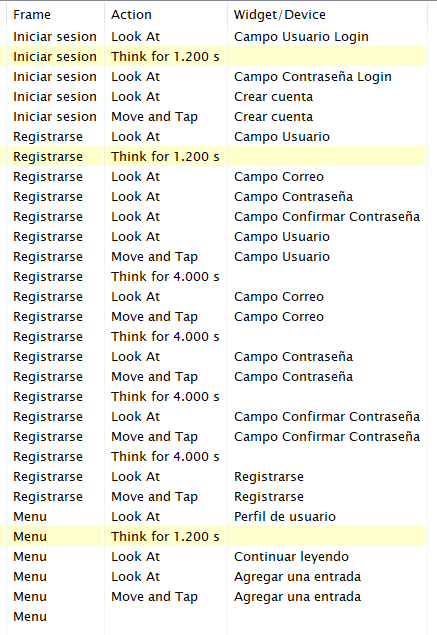 Frame Action Widget/Device
Iniciar sesion Look At Campo Usuario Login
Iniciar sesion Think for 1.200 s
Iniciar sesion Look At Campo Contraseña Login
Iniciar sesion Look At Crear cuenta
Iniciar sesion Move and Tap Crear cuenta
Registrarse Look At Campo Usuario
Registrarse Think for 1.200 s
Registrarse Look At Campo Correo
Registrarse Look At Campo Contraseña
Registrarse Look At Campo Confirmar Contraseña
Registrarse Look At Campo Usuario
Registrarse Move and Tap Campo Usuario
Registrarse Think for 4.000 s
Registrarse Look At Campo Correo
Registrarse Move and Tap Campo Correo
Registrarse Think for 4.000 s
Registrarse Look At Campo Contraseña
Registrarse Move and Tap Campo Contraseña
Registrarse Think for 4.000 s
Registrarse Look At Campo Confirmar Contraseña
Registrarse Move and Tap Campo Confirmar Contraseña
Registrarse Think for 4.000 s
Registrarse Look At Registrarse
Registrarse Move and Tap Registrarse
Menu Look At Perfil de usuario
Menu Think for 1.200 s
Menu Look At Continuar leyendo
Menu Look At Agregar una entrada
Menu Move and Tap Agregar una entrada
Menu